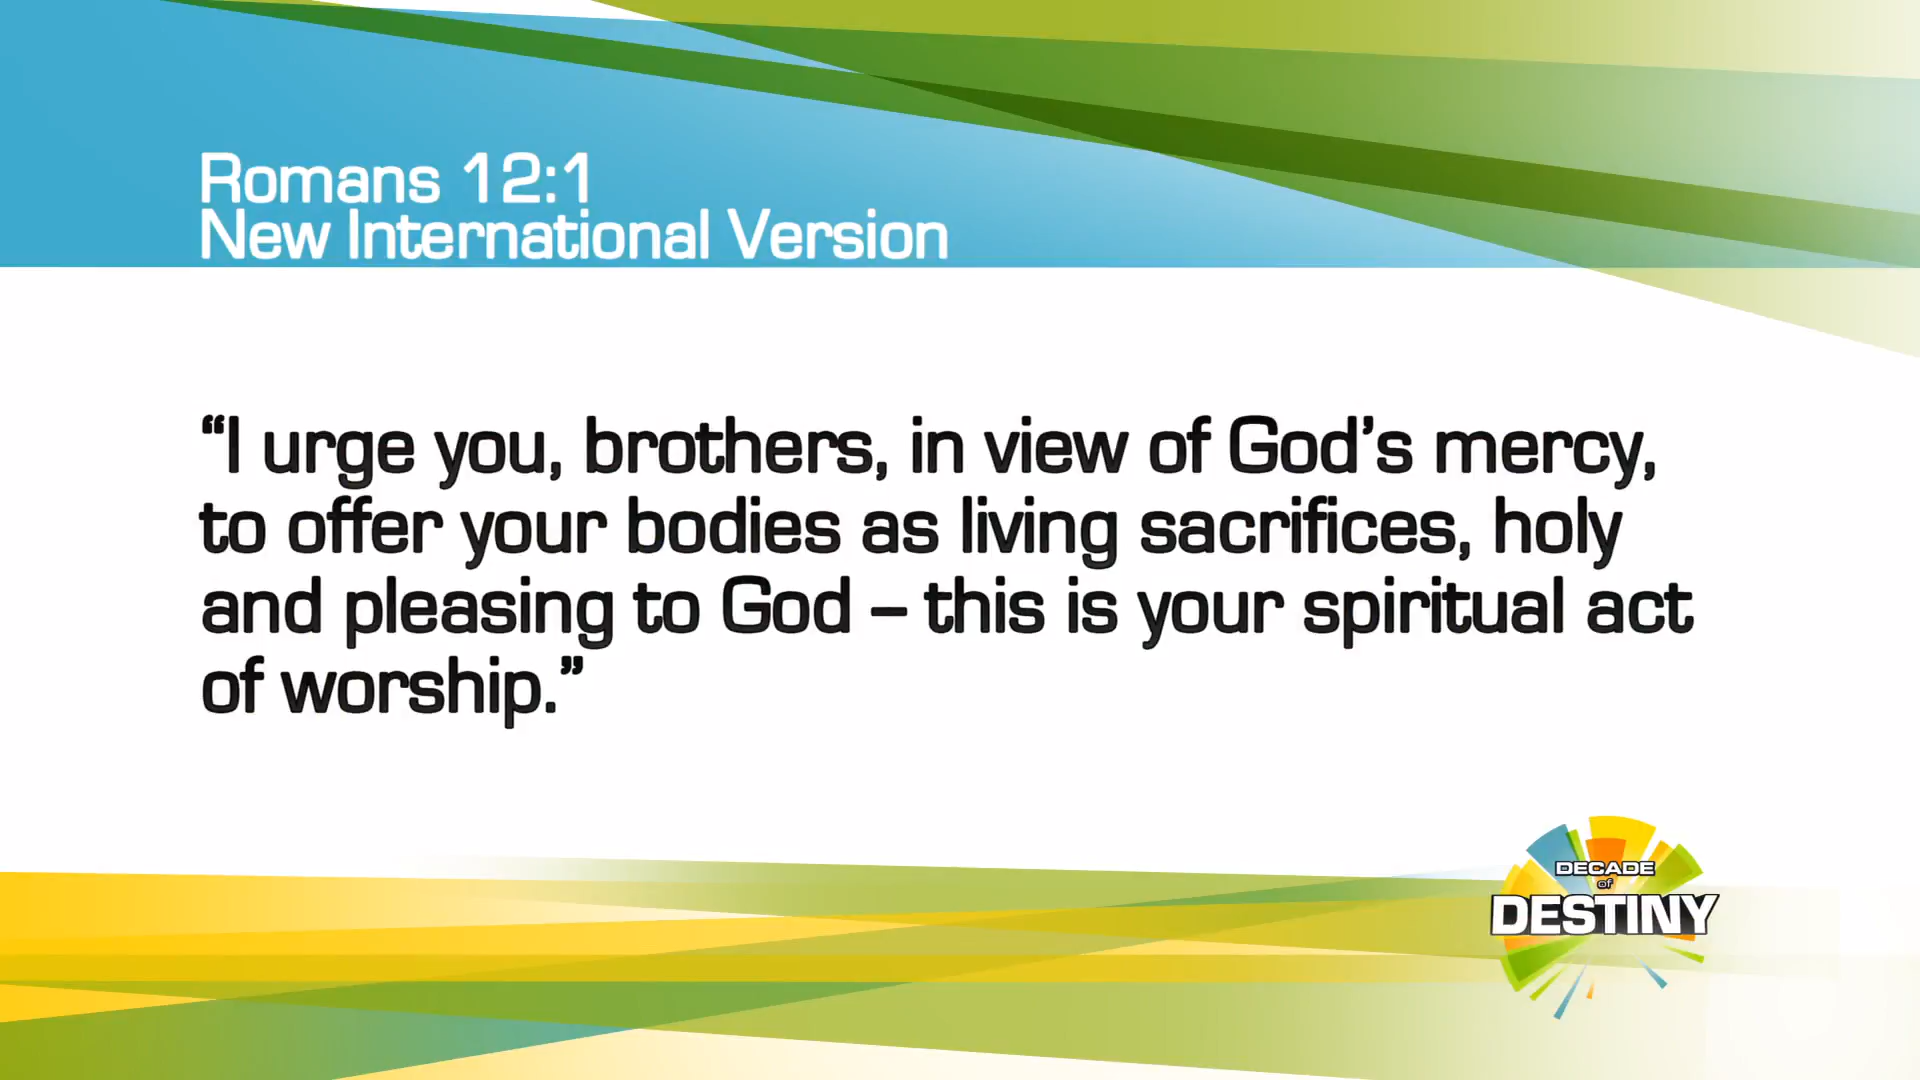 Romans 12:1
New International Version
“I urge you, brothers, in view of God’s mercy,
to offer your bodies as living sacrifices, holy
and pleasing to God – this is your spiritual act
of worship.”
DECADE
of
DESTINY